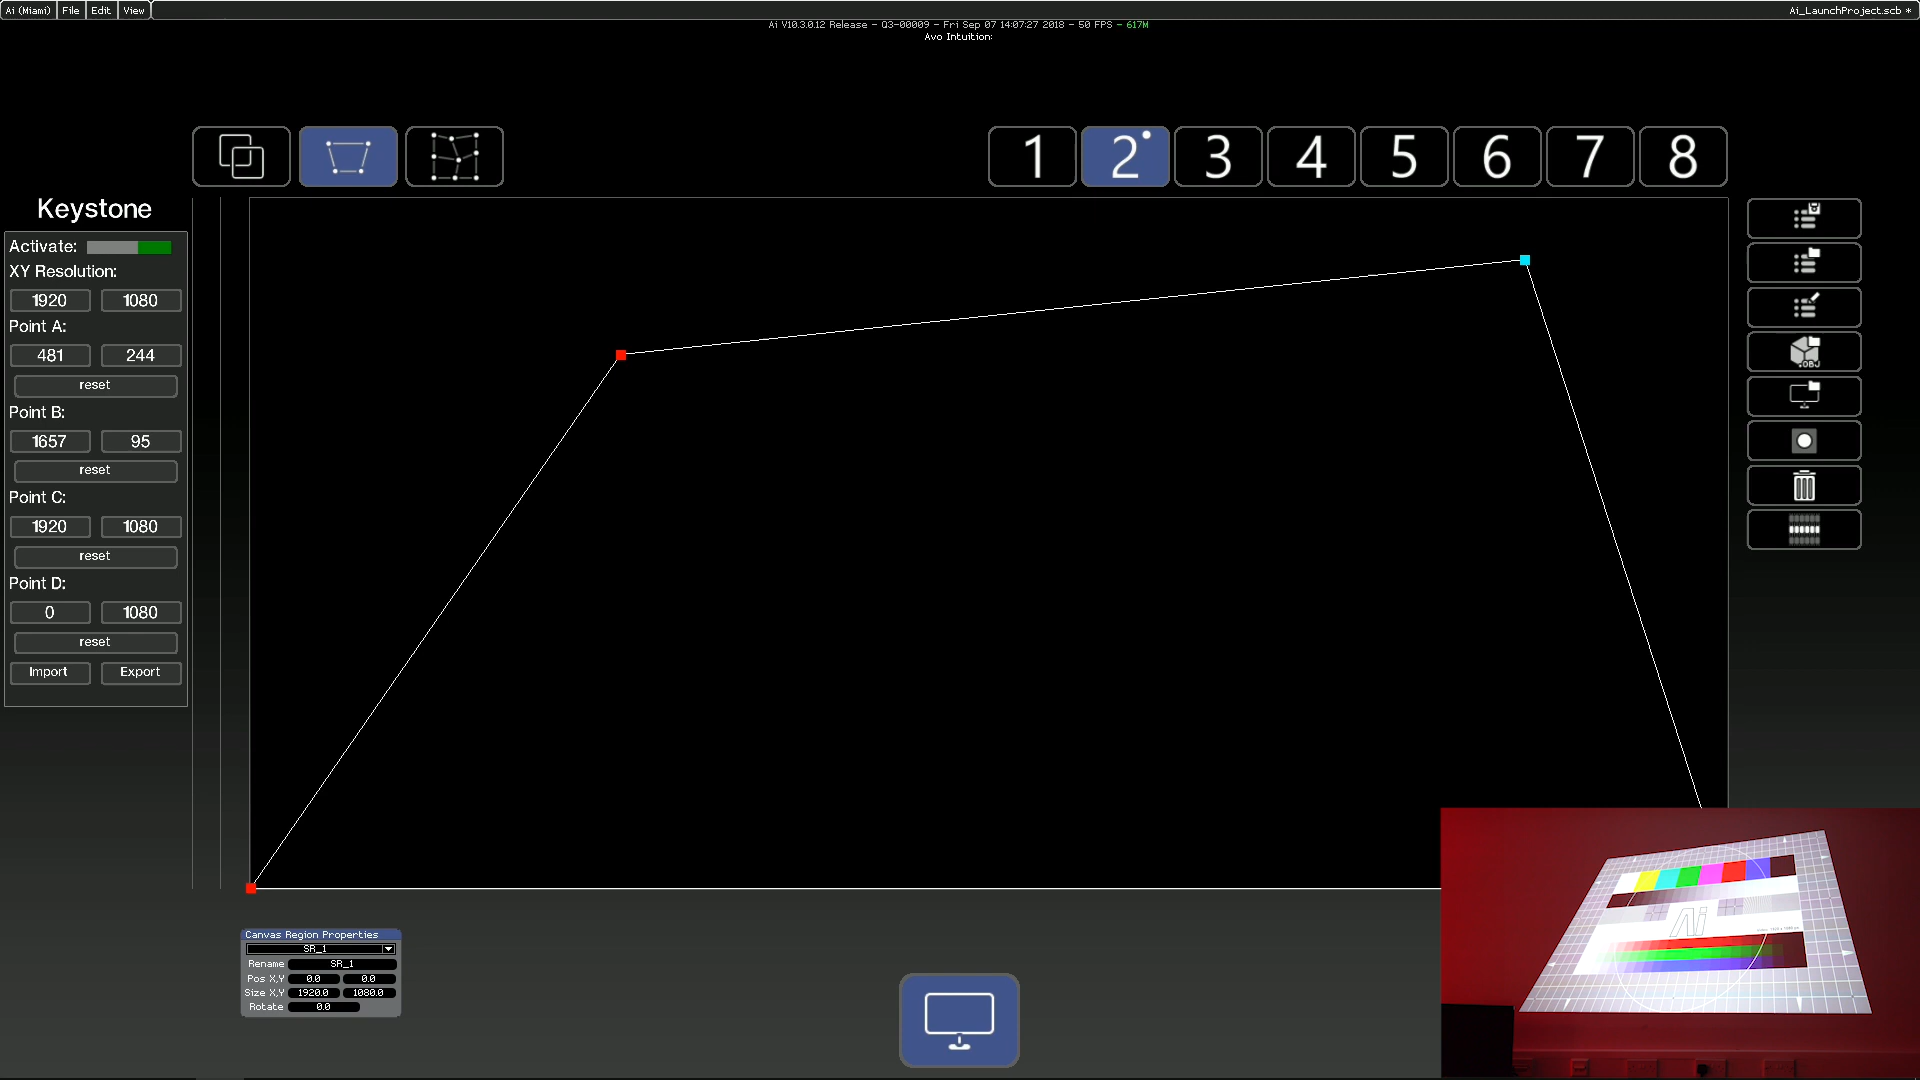 Ai (Miami) File Edit View Ai_LaunchProject.scb *
Ai V10.3.0.12 Release - Q3-00009 - Fri Sep 07 14:07:27 2018 - 50 FPS - 617M
Avo Intuition:
1 2 3 4 5 6 7 8
Keystone
Activate:
XY Resolution:
1920 1080
Point A:
481 244
reset
Point B:
1657 95
reset
Point C:
1920 1080
reset
Point D:
0 1080
reset
Import Export
.OBJ
Canvas Region Properties
SR_1
Rename SR_1
Pos X,Y 0.0 0.0
Size X,Y 1920.0 1080.0
Rotate 0.0
Ai